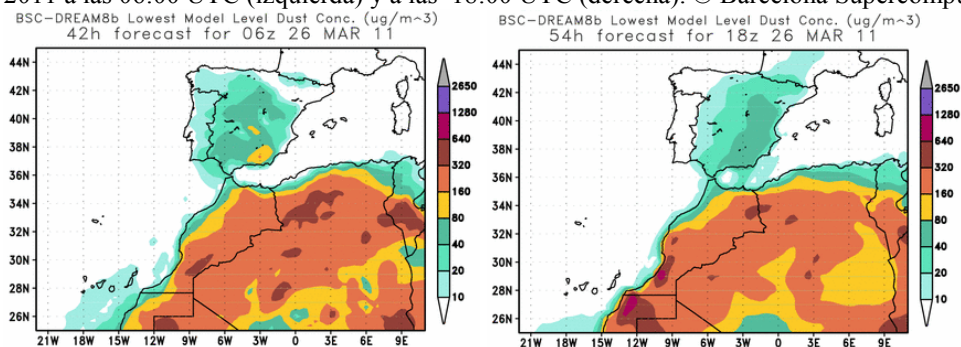 2011 a las 06:00 UTC (izquierda) y a las 18:00 UTC (derecha). © Barcelona Supercompu
BSC-DREAM8b Lowest Model Level Dust Conc. (ug/m^3)
42h forecast for 06z 26 MAR 11
44N
42N
40N
38N
36N
34N
32N
30N
28N
26N
21W 18W 15W 12W 9W 6W 3W 0 3E 6E 9E
2650
1280
640
320
160
80
40
20
10
BSC-DREAM8b Lowest Model Level Dust Conc. (ug/m^3)
54h forecast for 18z 26 MAR 11
44N
42N
40N
38N
36N
34N
32N
30N
28N
26N
21W 18W 15W 12W 9W 6W 3W 0 3E 6E 9E
2650
1280
640
320
160
80
40
20
10